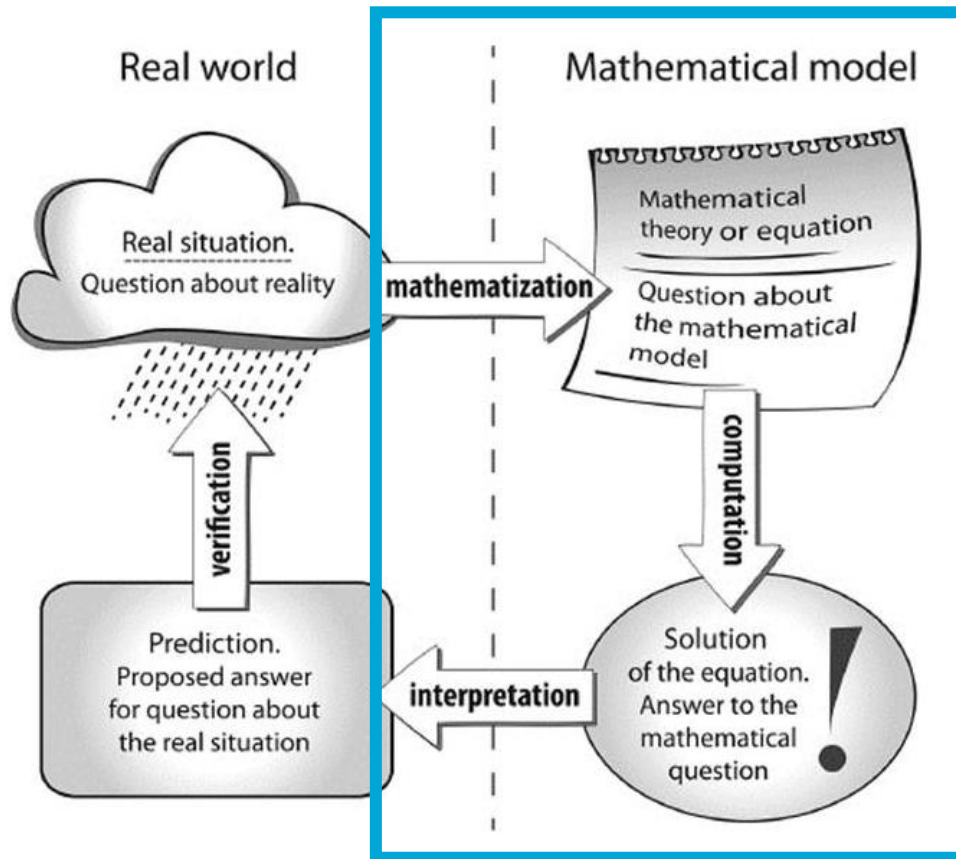 Real world
Mathematical model
Real situation.
Question about reality
mathematization
Mathematical
theory or equation
Question about
the mathematical
model
computation
verification
Prediction.
Proposed answer
for question about
the real situation
interpretation
Solution
of the equation.
Answer to the
mathematical
question
!